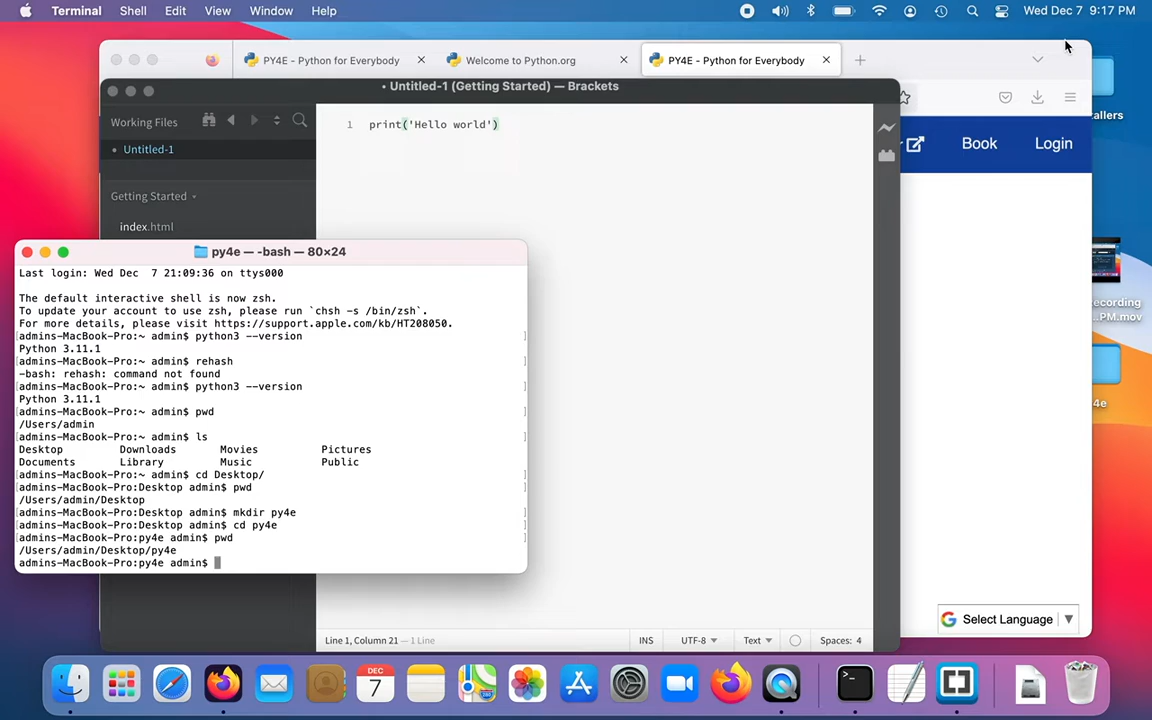 Terminal Shell Edit View Window Help Wed Dec 7 9:17 PM
PY4E - Python for Everybody Welcome to Python.org PY4E - Python for Everybody
• Untitled-1 (Getting Started) — Brackets
allers
Working Files
Untitled-1
Getting Started
index.html
1 print('Hello world')
Book Login
py4e — -bash — 80×24
Last login: Wed Dec  7 21:09:36 on ttys000
The default interactive shell is now zsh.
To update your account to use zsh, please run `chsh -s /bin/zsh`.
For more details, please visit https://support.apple.com/kb/HT208050.
[admins-MacBook-Pro:~ admin$ python3 --version ]
Python 3.11.1
[admins-MacBook-Pro:~ admin$ rehash ]
-bash: rehash: command not found
[admins-MacBook-Pro:~ admin$ python3 --version ]
Python 3.11.1
[admins-MacBook-Pro:~ admin$ pwd ]
/Users/admin
[admins-MacBook-Pro:~ admin$ ls ]
Desktop Downloads Movies Pictures
Documents Library Music Public
[admins-MacBook-Pro:~ admin$ cd Desktop/ ]
[admins-MacBook-Pro:Desktop admin$ pwd ]
/Users/admin/Desktop
[admins-MacBook-Pro:Desktop admin$ mkdir py4e ]
[admins-MacBook-Pro:Desktop admin$ cd py4e ]
[admins-MacBook-Pro:py4e admin$ pwd ]
/Users/admin/Desktop/py4e
admins-MacBook-Pro:py4e admin$
ecording
..PM.mov
4e
G Select Language ▼
Line 1, Column 21 — 1 Line INS UTF-8 Text Spaces: 4
DEC
7